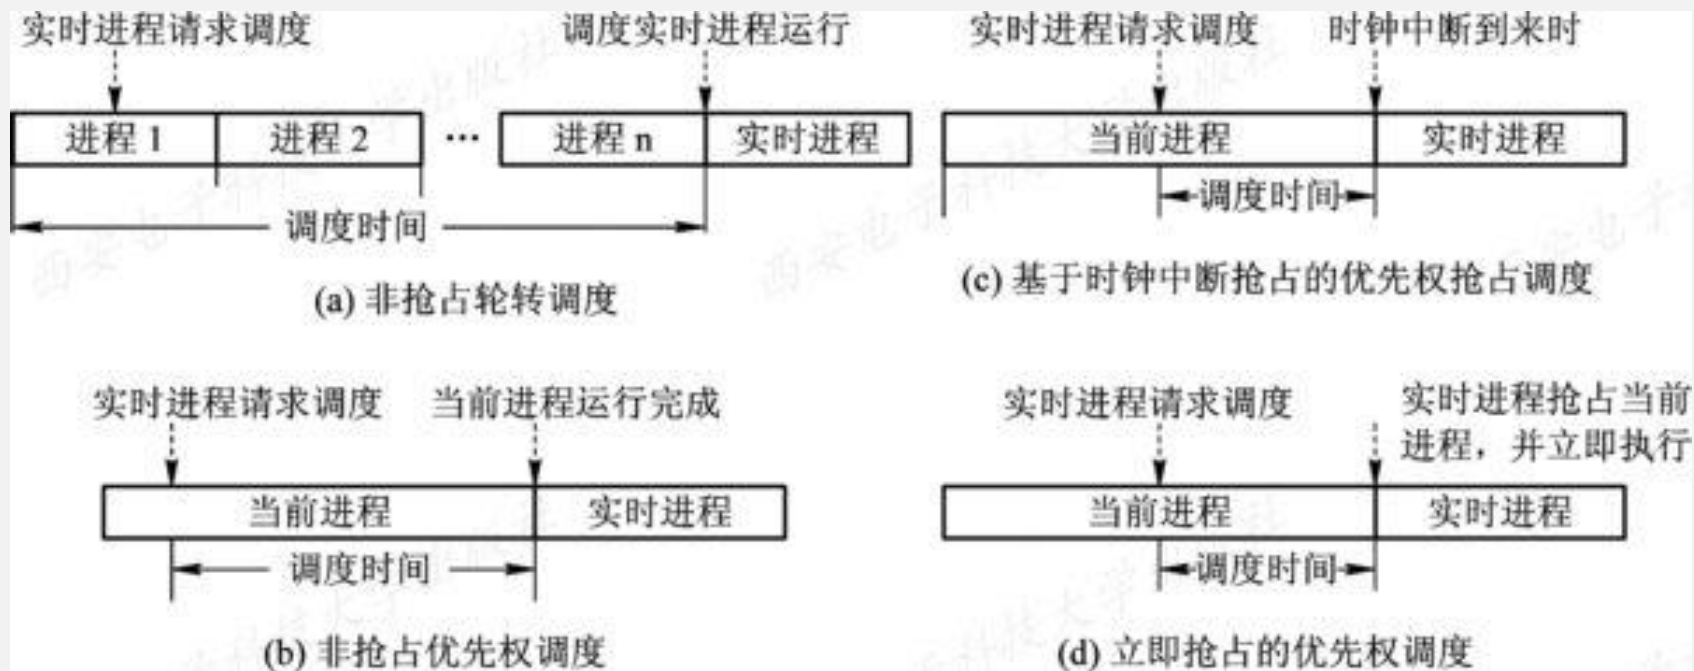 实时进程请求调度
调度实时进程运行
进程 1
进程 2
···
进程 n
实时进程
调度时间
(a) 非抢占轮转调度
实时进程请求调度
时钟中断到来时
当前进程
实时进程
调度时间
(c) 基于时钟中断抢占的优先权抢占调度
实时进程请求调度
当前进程运行完成
当前进程
实时进程
调度时间
(b) 非抢占优先权调度
实时进程请求调度
实时进程抢占当前
进程，并立即执行
当前进程
实时进程
调度时间
(d) 立即抢占的优先权调度